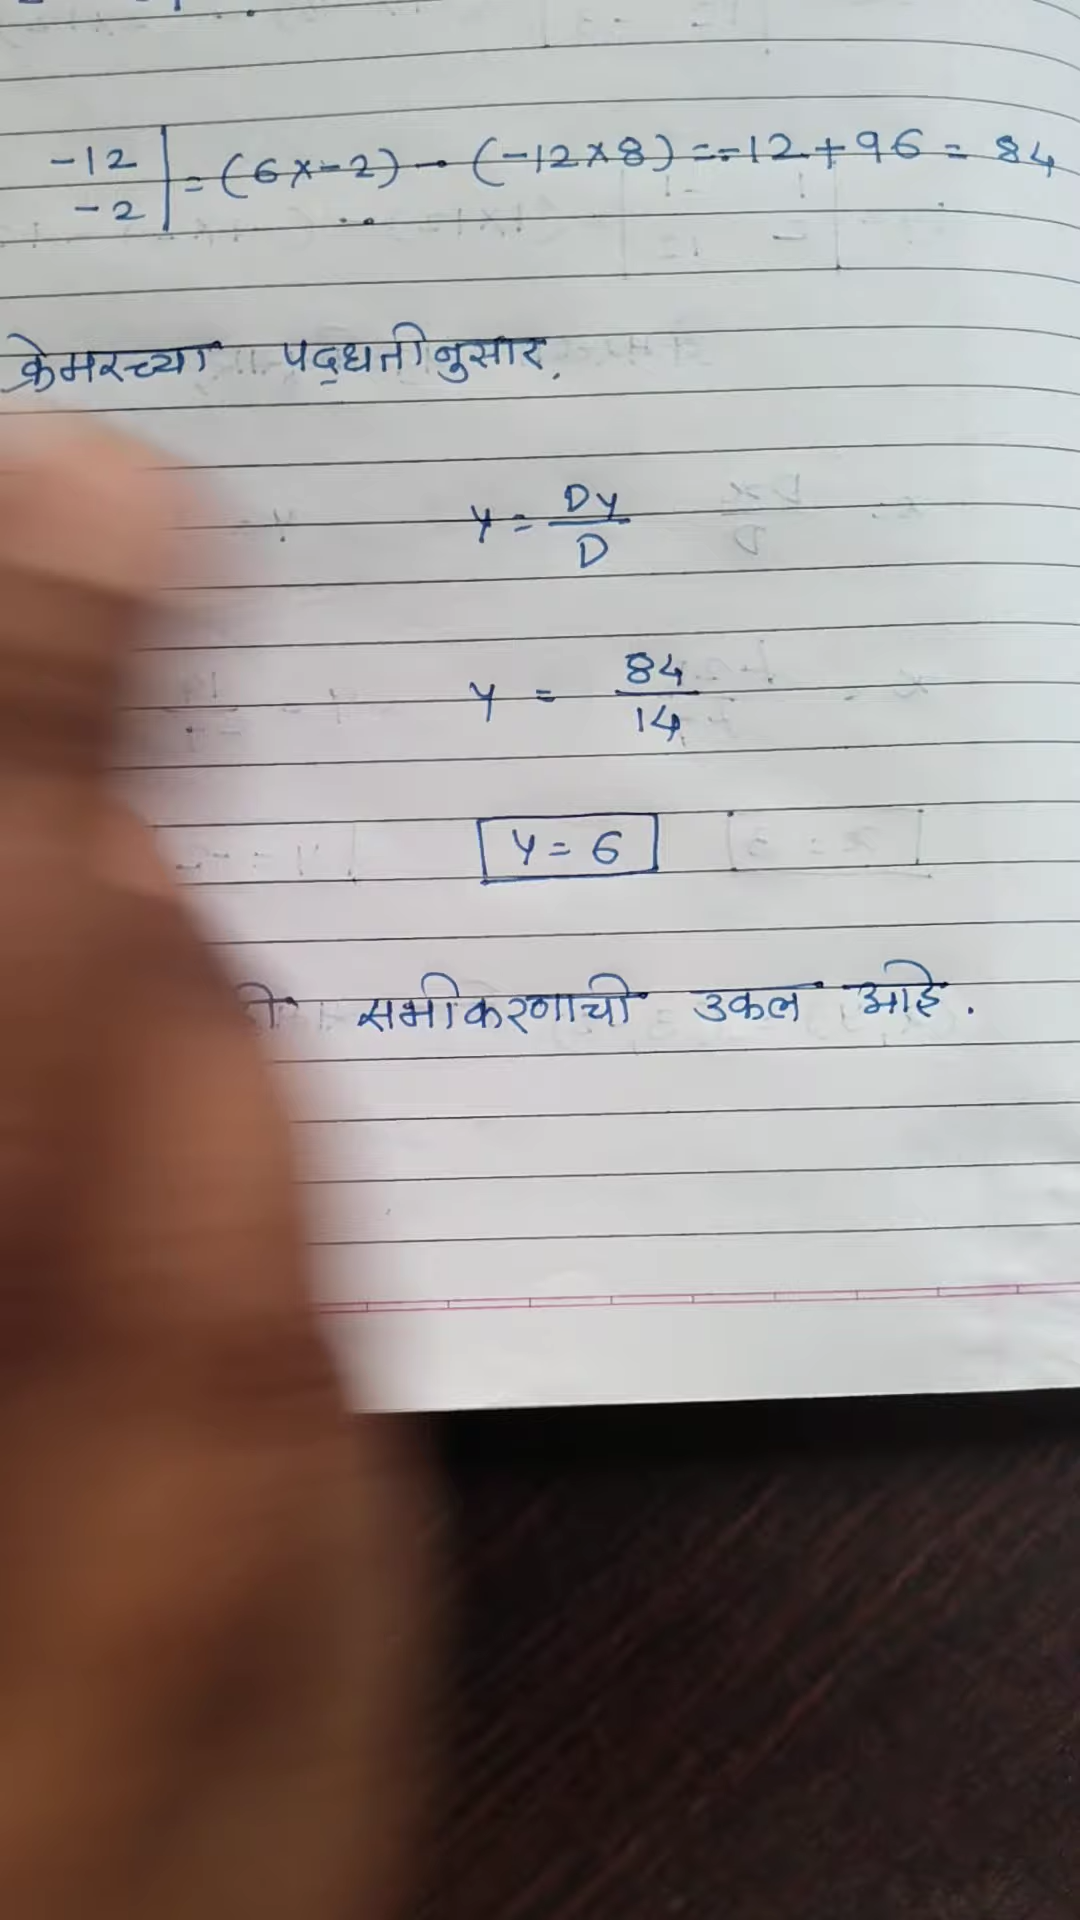 -12
-2 = (6×-2) - (-12×8) = -12+96 = 84
क्रेमरच्या पद्धतीनुसार,
y = Dy
D
y = 84
14
y = 6
समीकरणाची उकल आहे.